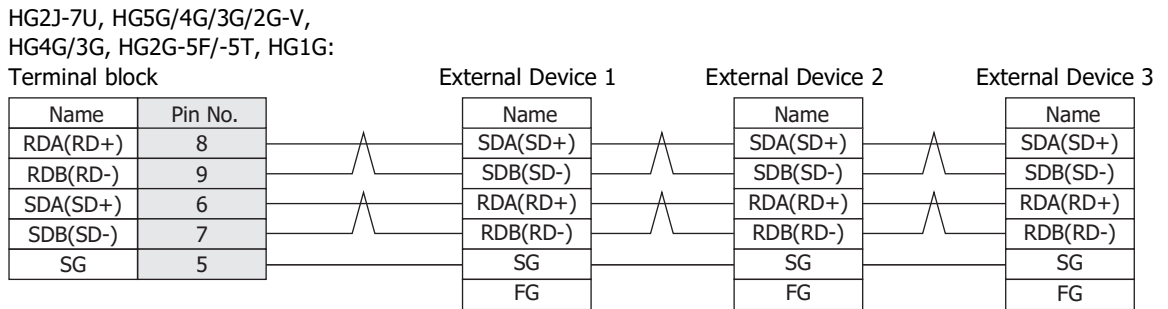 HG2J-7U, HG5G/4G/3G/2G-V,
HG4G/3G, HG2G-5F/-5T, HG1G:
Terminal block External Device 1 External Device 2 External Device 3
Name Pin No. Name Name Name
RDA(RD+) 8 SDA(SD+) SDA(SD+) SDA(SD+)
RDB(RD-) 9 SDB(SD-) SDB(SD-) SDB(SD-)
SDA(SD+) 6 RDA(RD+) RDA(RD+) RDA(RD+)
SDB(SD-) 7 RDB(RD-) RDB(RD-) RDB(RD-)
SG 5 SG SG SG
FG FG FG